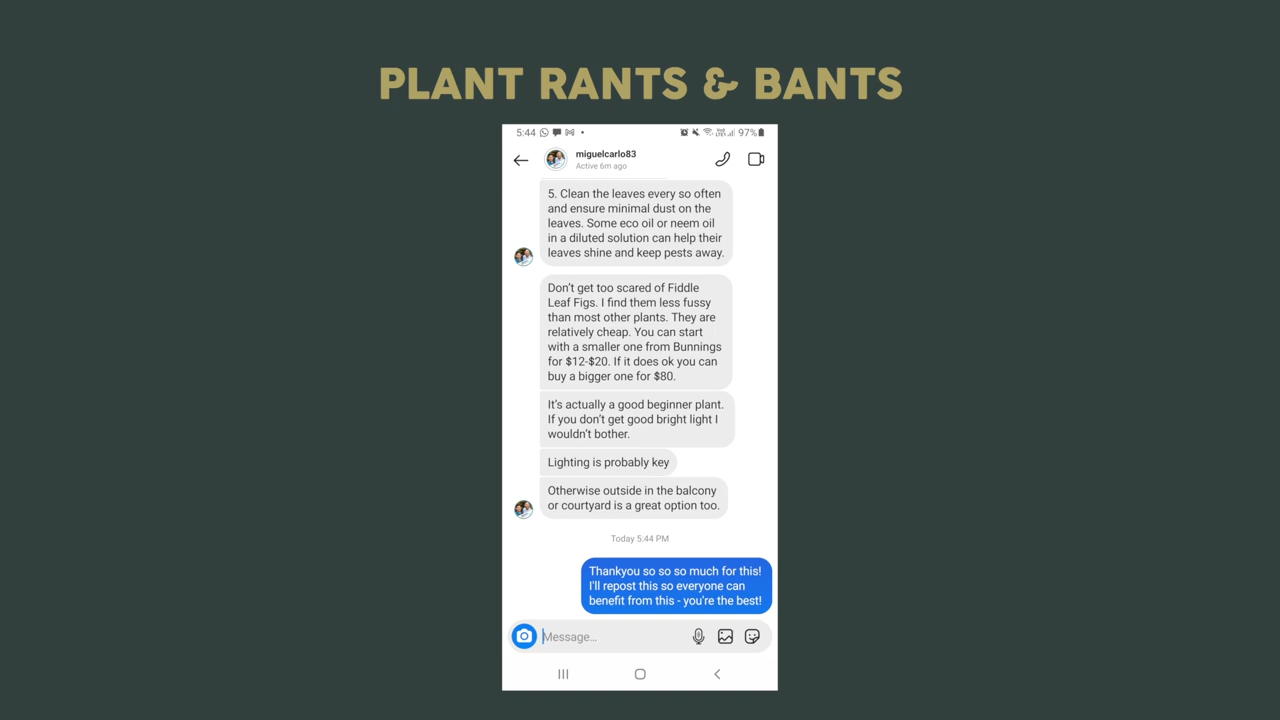 PLANT RANTS & BANTS
5:44
97%
miguelcarlo83
Active 6m ago
5. Clean the leaves every so often
and ensure minimal dust on the
leaves. Some eco oil or neem oil
in a diluted solution can help their
leaves shine and keep pests away.
Don't get too scared of Fiddle
Leaf Figs. I find them less fussy
than most other plants. They are
relatively cheap. You can start
with a smaller one from Bunnings
for $12-$20. If it does ok you can
buy a bigger one for $80.
It's actually a good beginner plant.
If you don't get good bright light I
wouldn't bother.
Lighting is probably key
Otherwise outside in the balcony
or courtyard is a great option too.
Today 5:44 PM
Thankyou so so so much for this!
I'll repost this so everyone can
benefit from this - you're the best!
Message...